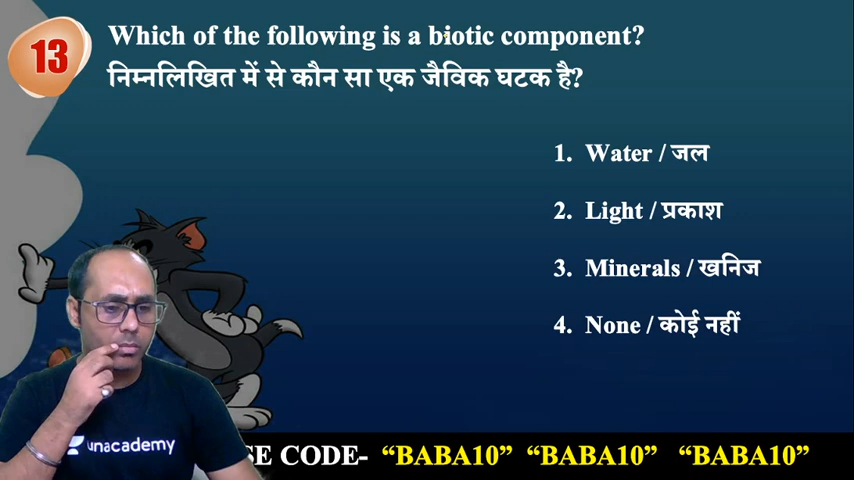 13
Which of the following is a biotic component?
निम्नलिखित में से कौन सा एक जैविक घटक है?
1. Water / जल
2. Light / प्रकाश
3. Minerals / खनिज
4. None / कोई नहीं
unacademy
SE CODE- “BABA10” “BABA10” “BABA10”